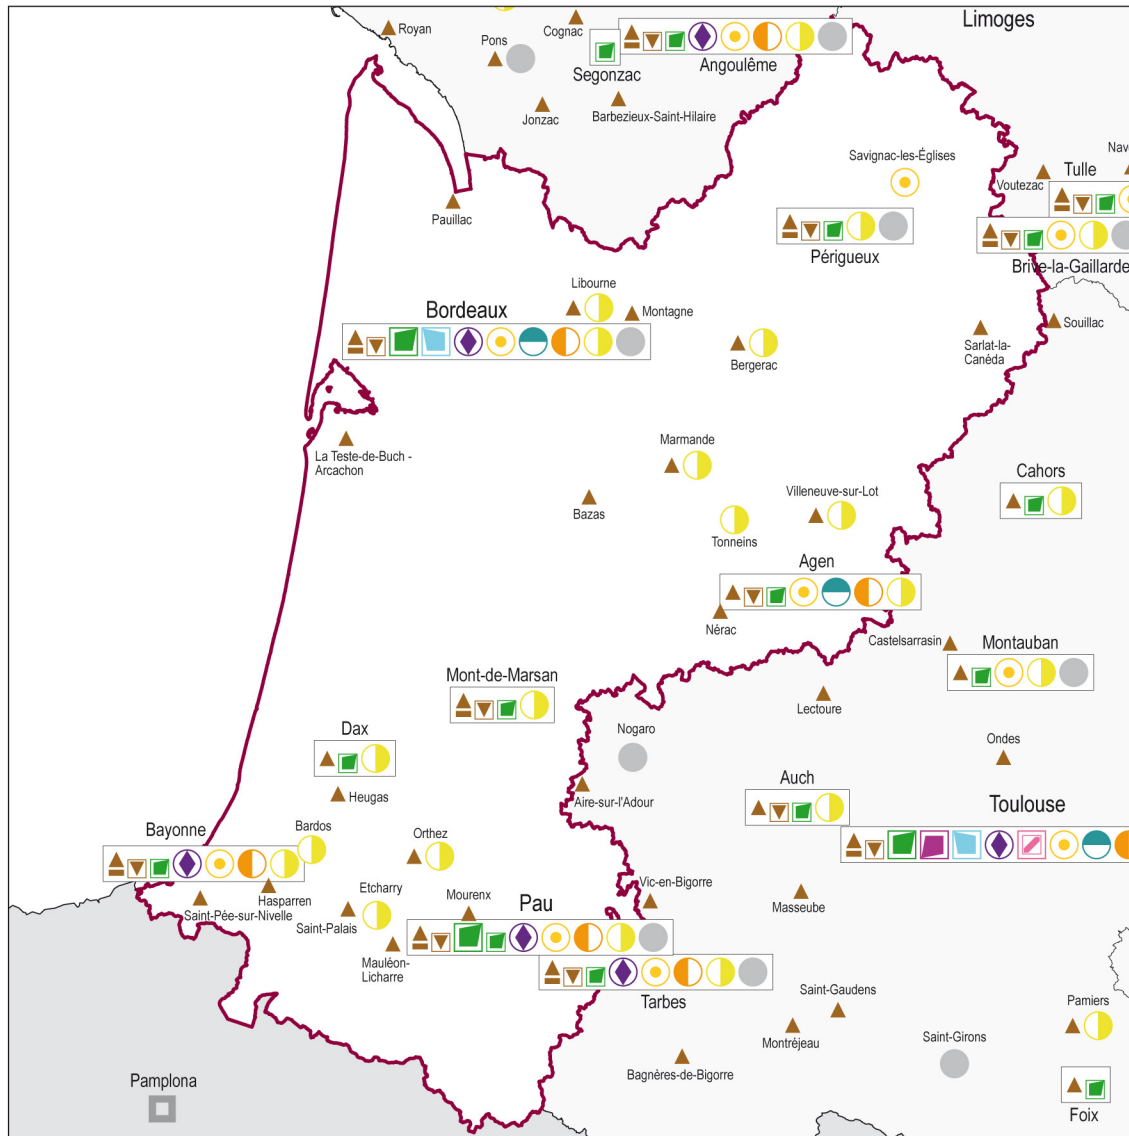 Royan
Cognac
Limoges
Pons
Segonzac
Angoulême
Jonzac
Barbezieux-Saint-Hilaire
Savignac-les-Églises
Nave
Voutezac
Tulle
Pauillac
Périgueux
Brive-la-Gaillarde
Libourne
Bordeaux
Montagne
Souillac
Sarlat-la-
Canéda
Bergerac
Marmande
La Teste-de-Buch -
Arcachon
Cahors
Villeneuve-sur-Lot
Bazas
Tonneins
Agen
Nérac
Castelsarrasin
Montauban
Mont-de-Marsan
Lectoure
Nogaro
Dax
Ondes
Auch
Heugas
Aire-sur-l'Adour
Toulouse
Bayonne
Bardos
Orthez
Etcharry
Vic-en-Bigorre
Hasparren
Mourenx
Masseube
Saint-Pée-sur-Nivelle
Saint-Palais
Pau
Mauléon-
Licharre
Tarbes
Saint-Gaudens
Pamiers
Montréjeau
Saint-Girons
Bagnères-de-Bigorre
Pamplona
Foix